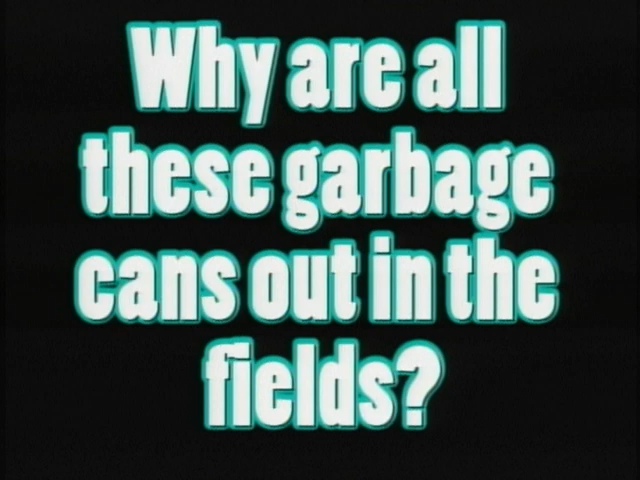 Why are all
these garbage
cans out in the
fields?